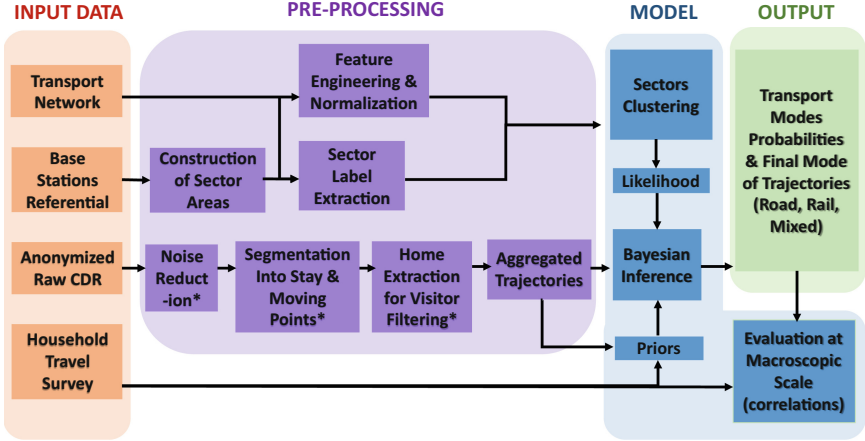 INPUT DATA
PRE-PROCESSING
MODEL
OUTPUT
Transport
Network
Base
Stations
Referential
Anonymized
Raw CDR
Household
Travel
Survey
Feature
Engineering &
Normalization
Construction
of Sector
Areas
Sector
Label
Extraction
Noise
Reduct
-ion*
Segmentation
Into Stay &
Moving
Points*
Home
Extraction
for Visitor
Filtering*
Aggregated
Trajectories
Sectors
Clustering
Likelihood
Bayesian
Inference
Priors
Transport
Modes
Probabilities
& Final Mode
of Trajectories
(Road, Rail,
Mixed)
Evaluation at
Macroscopic
Scale
(correlations)